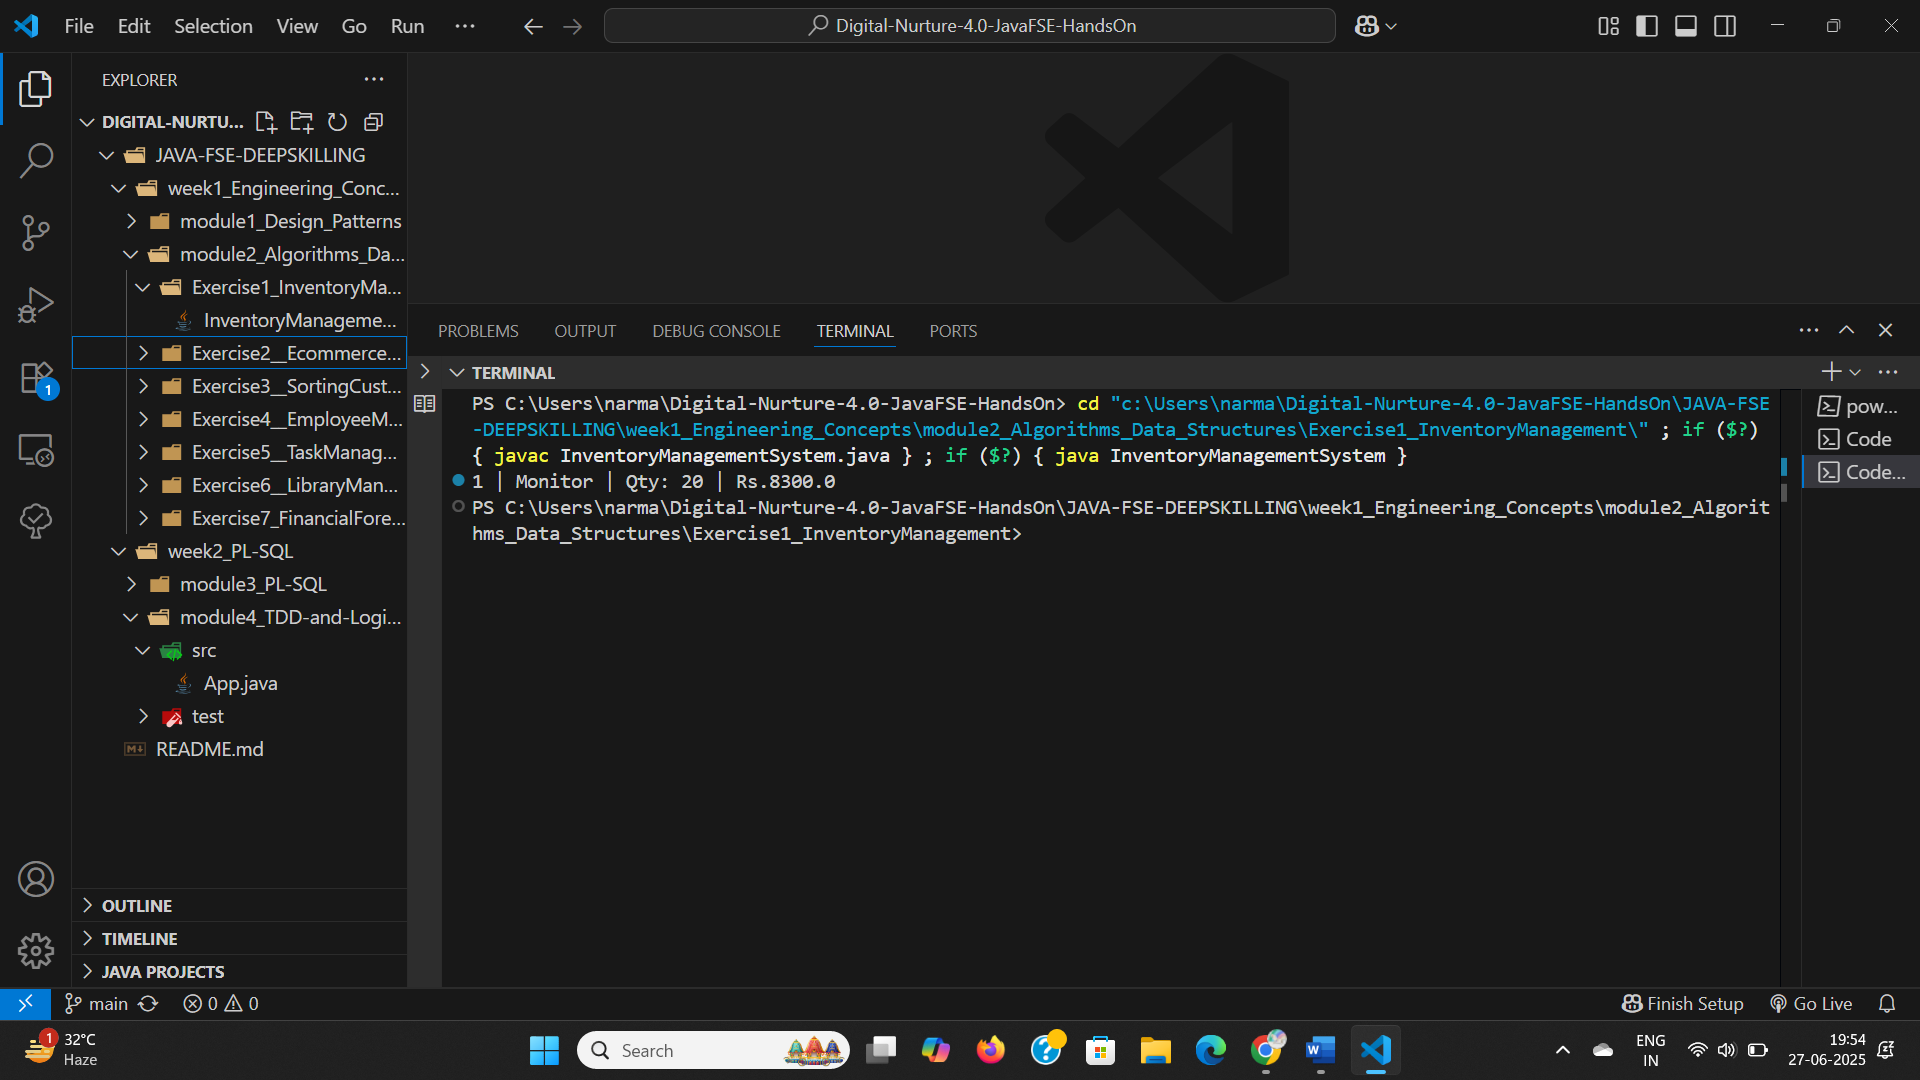 File Edit Selection View Go Run ···
Digital-Nurture-4.0-JavaFSE-HandsOn
EXPLORER
DIGITAL-NURTU...
JAVA-FSE-DEEPSKILLING
week1_Engineering_Conc...
module1_Design_Patterns
module2_Algorithms_Da...
Exercise1_InventoryMa...
InventoryManageme...
Exercise2__Ecommerce...
Exercise3__SortingCust...
Exercise4__EmployeeM...
Exercise5__TaskManag...
Exercise6__LibraryMan...
Exercise7_FinancialFore...
week2_PL-SQL
module3_PL-SQL
module4_TDD-and-Logi...
src
App.java
test
README.md
OUTLINE
TIMELINE
JAVA PROJECTS
1
PROBLEMS OUTPUT DEBUG CONSOLE TERMINAL PORTS
TERMINAL
PS C:\Users\narma\Digital-Nurture-4.0-JavaFSE-HandsOn> cd "c:\Users\narma\Digital-Nurture-4.0-JavaFSE-HandsOn\JAVA-FSE
-DEEPSKILLING\week1_Engineering_Concepts\module2_Algorithms_Data_Structures\Exercise1_InventoryManagement\" ; if ($?)
{ javac InventoryManagementSystem.java } ; if ($?) { java InventoryManagementSystem }
1 | Monitor | Qty: 20 | Rs.8300.0
PS C:\Users\narma\Digital-Nurture-4.0-JavaFSE-HandsOn\JAVA-FSE-DEEPSKILLING\week1_Engineering_Concepts\module2_Algorit
hms_Data_Structures\Exercise1_InventoryManagement>
pow...
Code
Code...
main 0 0
Finish Setup Go Live
1
32°C
Haze
Search
ENG
IN
19:54
27-06-2025